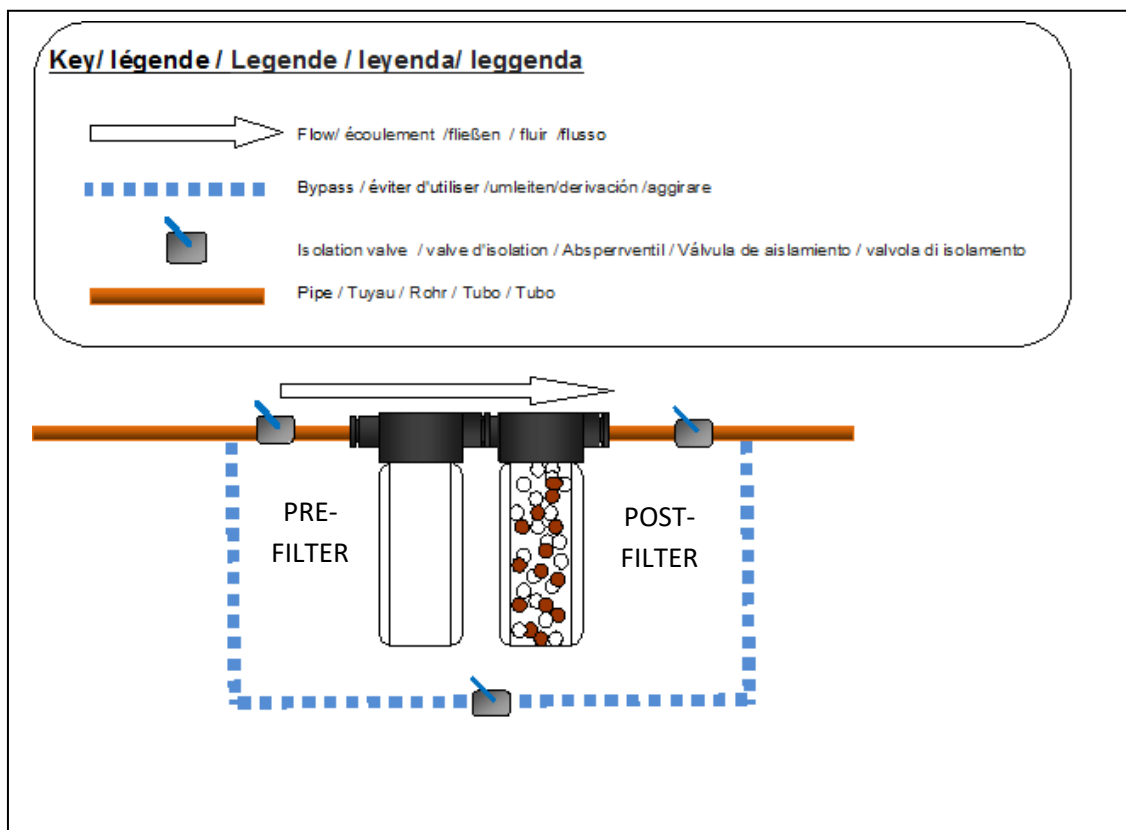 Key/ légende / Legende / leyenda/ leggenda
Flow/ écoulement /fließen / fluir /flusso
Bypass / éviter d'utiliser /umleiten/derivación /aggirare
Isolation valve / valve d'isolation / Absperrventil / Válvula de aislamiento / valvola di isolamento
Pipe / Tuyau / Rohr / Tubo / Tubo
PRE-
FILTER
POST-
FILTER